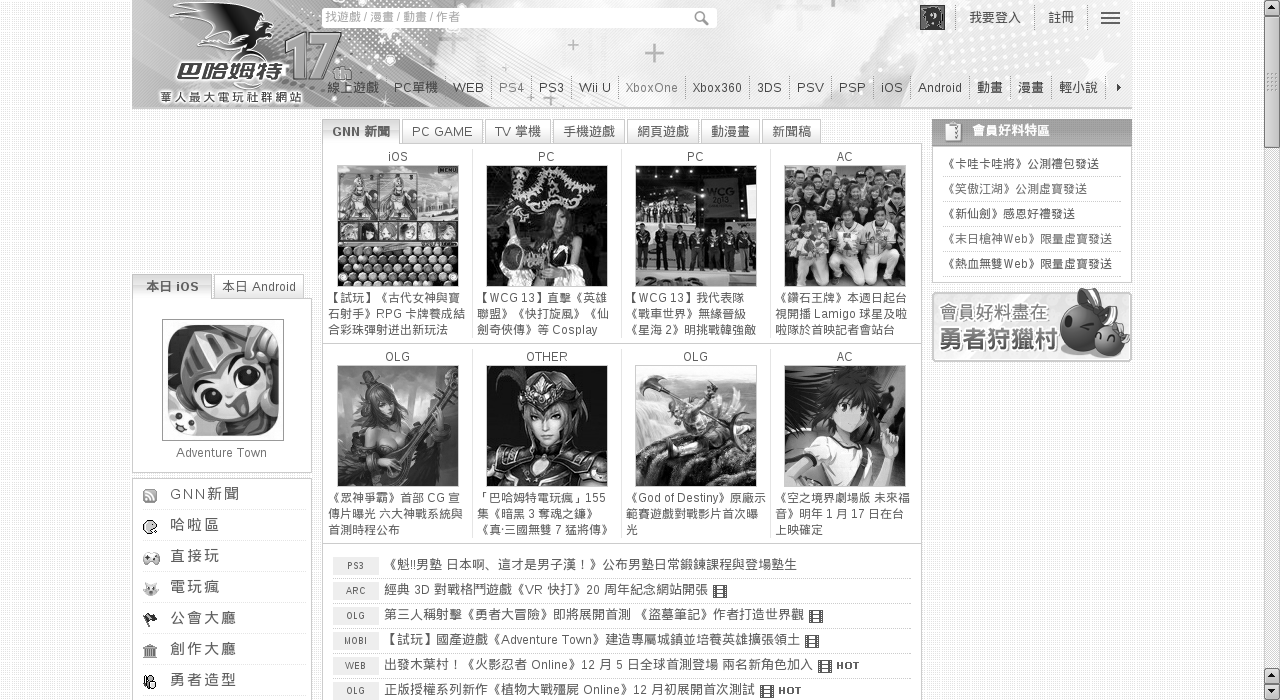 找遊戲 / 漫畫 / 動畫 / 作者
我要登入
註冊
巴哈姆特 17th
華人最大電玩社群網站
線上遊戲 PC單機 WEB PS4 PS3 Wii U XboxOne Xbox360 3DS PSV PSP iOS Android 動畫 漫畫 輕小說
GNN 新聞 PC GAME TV 掌機 手機遊戲 網頁遊戲 動漫畫 新聞稿
iOS
【試玩】《古代女神與寶
石射手》RPG 卡牌養成結
合彩珠彈射迸出新玩法
PC
【WCG 13】直擊《英雄
聯盟》《快打旋風》《仙
劍奇俠傳》等 Cosplay
PC
WCG
2013
【WCG 13】我代表隊
《戰車世界》無緣晉級
《星海 2》明挑戰韓強敵
AC
《鑽石王牌》本週日起台
視開播 Lamigo 球星及啦
啦隊於首映記者會站台
OLG
《眾神爭霸》首部 CG 宣
傳片曝光 六大神戰系統與
首測時程公布
OTHER
「巴哈姆特電玩瘋」155
集《暗黑 3 奪魂之鐮》
《真‧三國無雙 7 猛將傳》
OLG
《God of Destiny》原廠示
範賽遊戲對戰影片首次曝
光
AC
《空之境界劇場版 未來福
音》明年 1 月 17 日在台
上映確定
PS3 《魁!!男塾 日本啊、這才是男子漢！》公布男塾日常鍛鍊課程與登場塾生
ARC 經典 3D 對戰格鬥遊戲《VR 快打》20 周年紀念網站開張
OLG 第三人稱射擊《勇者大冒險》即將展開首測 《盜墓筆記》作者打造世界觀
MOBI 【試玩】國產遊戲《Adventure Town》建造專屬城鎮並培養英雄擴張領土
WEB 出發木葉村！《火影忍者 Online》12 月 5 日全球首測登場 兩名新角色加入 HOT
OLG 正版授權系列新作《植物大戰殭屍 Online》12 月初展開首次測試 HOT
本日 iOS 本日 Android
Adventure Town
GNN新聞
哈啦區
直接玩
電玩瘋
公會大廳
創作大廳
勇者造型
會員好料特區
《卡哇卡哇將》公測禮包發送
《笑傲江湖》公測虛寶發送
《新仙劍》感恩好禮發送
《末日槍神Web》限量虛寶發送
《熱血無雙Web》限量虛寶發送
會員好料盡在
勇者狩獵村